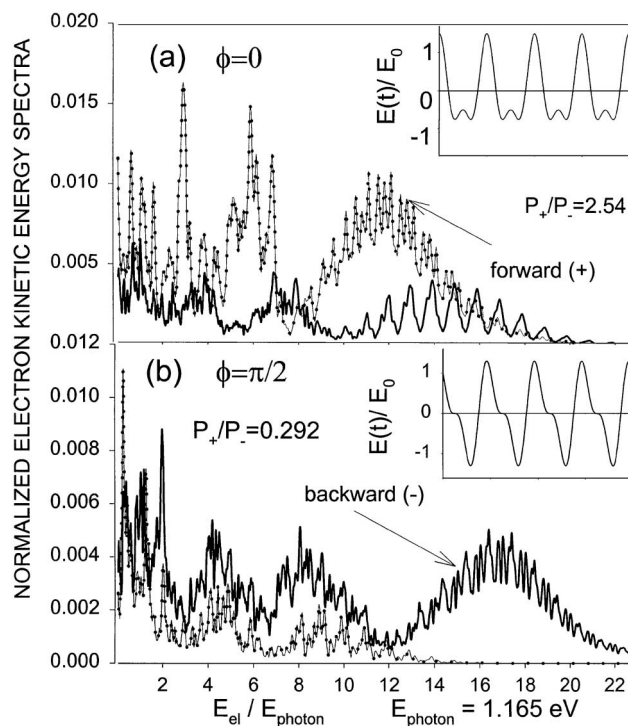 NORMALIZED ELECTRON KINETIC ENERGY SPECTRA
0.020
0.015
0.010
0.005
0.012
(a) ϕ=0
E(t)/ E₀
1
0
-1
P₊/P₋=2.54
forward (+)
0.010
0.008
0.006
0.004
0.002
0.000
(b) ϕ=π/2
P₊/P₋=0.292
E(t)/ E₀
1
0
-1
backward (-)
2 4 6 8 10 12 14 16 18 20 22
E_el / E_photon E_photon = 1.165 eV